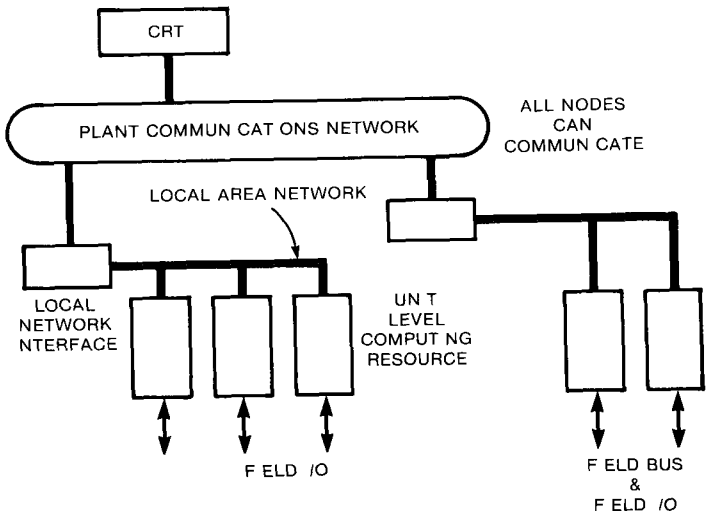 CRT
PLANT COMMUN CAT ONS NETWORK
ALL NODES
CAN
COMMUN CATE
LOCAL AREA NETWORK
LOCAL
NETWORK
NTERFACE
UN T
LEVEL
COMPUT NG
RESOURCE
F ELD /O
F ELD BUS
&
F ELD /O